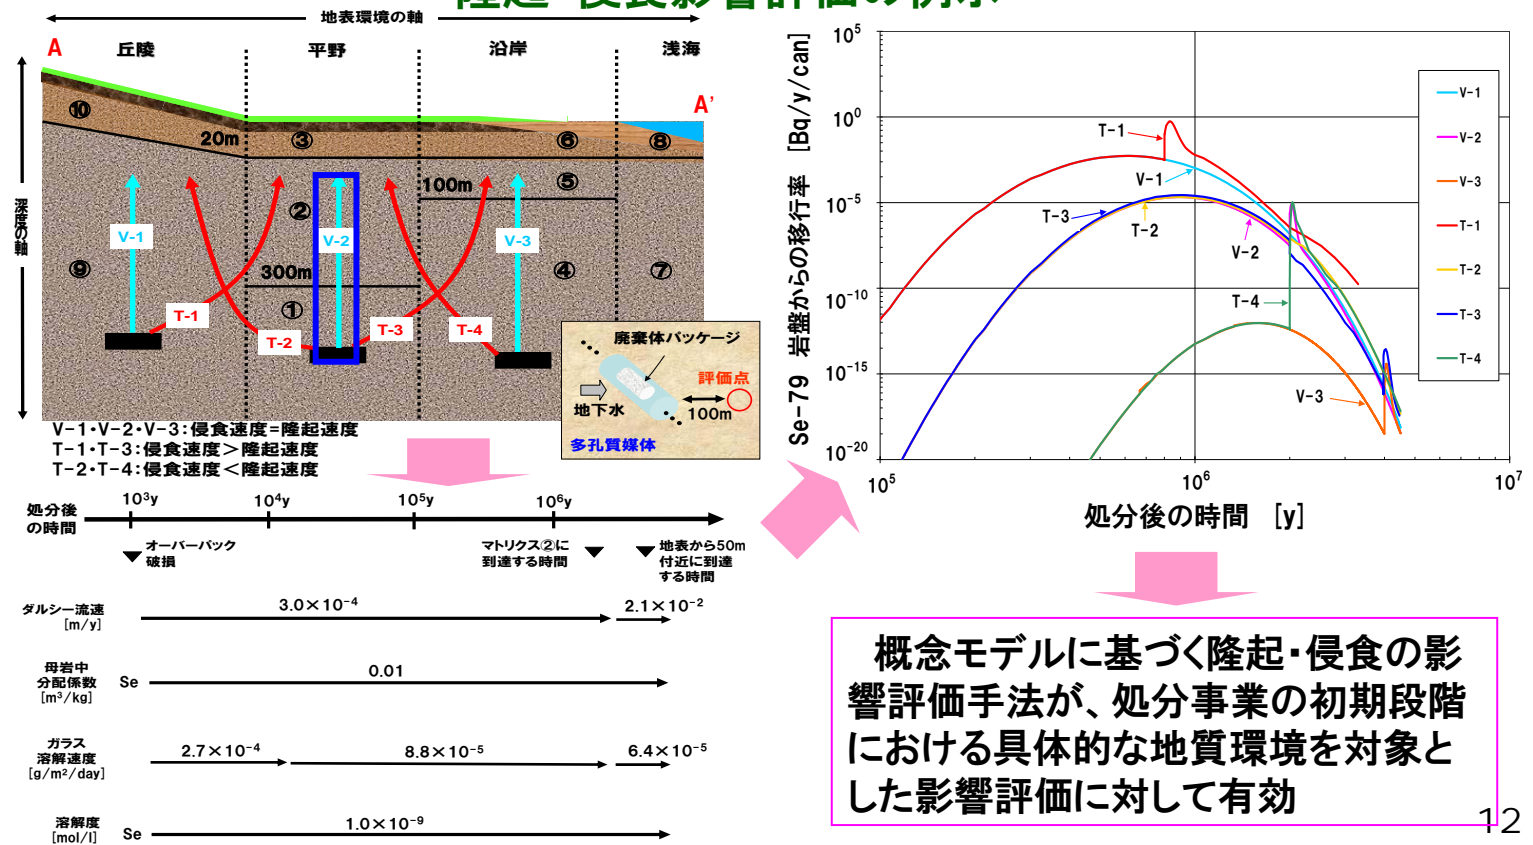 地表環境の軸
A
丘陵
平野
沿岸
浅海
A'
深度の軸
⑩
20m
③
⑥
⑧
100m
⑤
②
V-1
V-2
V-3
⑨
300m
④
⑦
①
T-1
T-2
T-3
T-4
廃棄体パッケージ
評価点
地下水
100m
多孔質媒体
V-1・V-2・V-3:侵食速度=隆起速度
T-1・T-3:侵食速度>隆起速度
T-2・T-4:侵食速度<隆起速度
処分後
の時間
10³y
10⁴y
10⁵y
10⁶y
オーバーパック
破損
マトリクス②に
到達する時間
地表から50m
付近に到達
する時間
ダルシー流速
[m/y]
3.0×10⁻⁴
2.1×10⁻²
母岩中
分配係数
[m³/kg]
Se
0.01
ガラス
溶解速度
[g/m²/day]
2.7×10⁻⁴
8.8×10⁻⁵
6.4×10⁻⁵
溶解度
[mol/l]
Se
1.0×10⁻⁹
Se-79 岩盤からの移行率 [Bq/y/can]
10⁵
10⁰
10⁻⁵
10⁻¹⁰
10⁻¹⁵
10⁻²⁰
10⁵
10⁶
10⁷
処分後の時間 [y]
T-1
V-1
T-3
T-2
V-2
T-4
V-3
V-1
V-2
V-3
T-1
T-2
T-3
T-4
概念モデルに基づく隆起・侵食の影
響評価手法が、処分事業の初期段階
における具体的な地質環境を対象と
した影響評価に対して有効
12